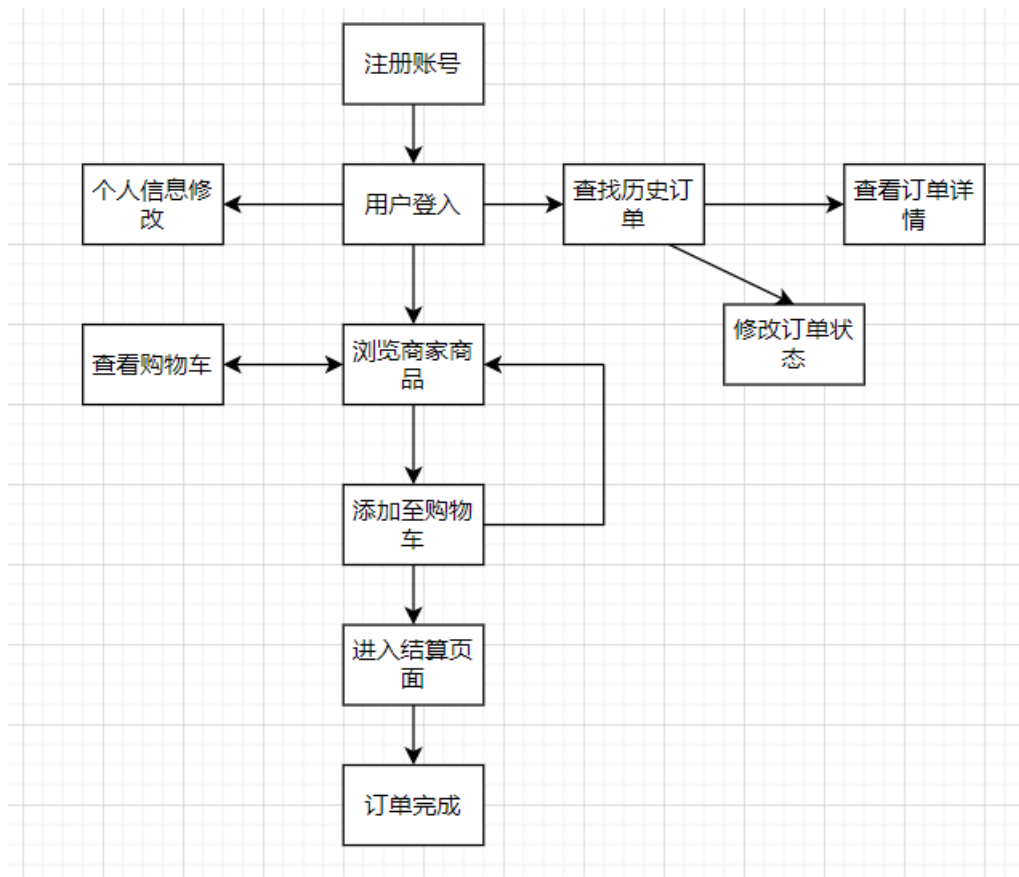 注册账号
个人信息修
改
用户登入
查找历史订
单
查看订单详
情
修改订单状
态
查看购物车
浏览商家商
品
添加至购物
车
进入结算页
面
订单完成